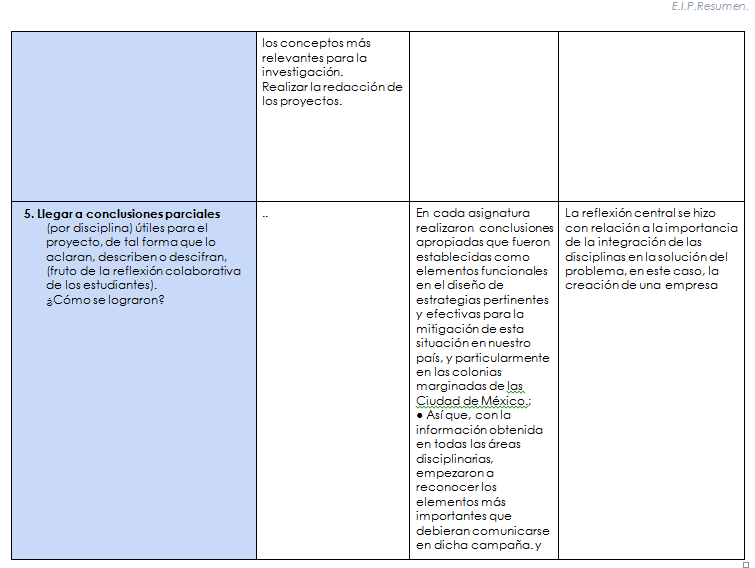 E.I.P.Resumen.
los conceptos más
relevantes para la
investigación.
Realizar la redacción de
los proyectos.
5. Llegar a conclusiones parciales
(por disciplina) útiles para el
proyecto, de tal forma que lo
aclaran, describen o descifran,
(fruto de la reflexión colaborativa
de los estudiantes).
¿Cómo se lograron?
..
En cada asignatura
realizaron conclusiones
apropiadas que fueron
establecidas como
elementos funcionales
en el diseño de
estrategias pertinentes
y efectivas para la
mitigación de esta
situación en nuestro
país, y particularmente
en las colonias
marginadas de las
Ciudad de México.;
● Así que, con la
información obtenida
en todas las áreas
disciplinarias,
empezaron a
reconocer los
elementos más
importantes que
debieran comunicarse
en dicha campaña. y
La reflexión central se hizo
con relación a la importancia
de la integración de las
disciplinas en la solución del
problema, en este caso, la
creación de una empresa